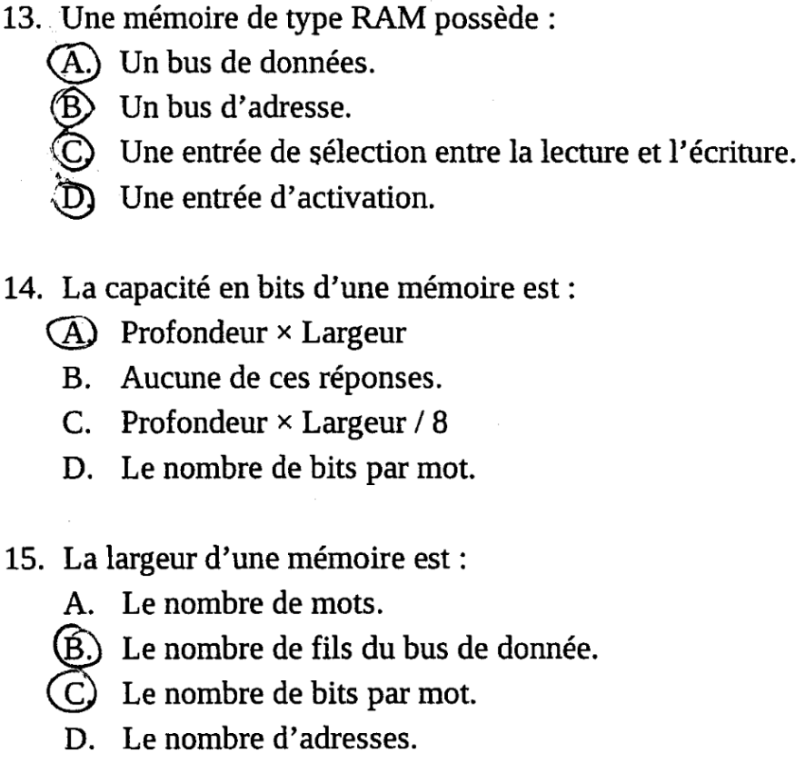 13. Une mémoire de type RAM possède :
A. Un bus de données.
B. Un bus d'adresse.
C. Une entrée de sélection entre la lecture et l'écriture.
D. Une entrée d'activation.
14. La capacité en bits d'une mémoire est :
A. Profondeur × Largeur
B. Aucune de ces réponses.
C. Profondeur × Largeur / 8
D. Le nombre de bits par mot.
15. La largeur d'une mémoire est :
A. Le nombre de mots.
B. Le nombre de fils du bus de donnée.
C. Le nombre de bits par mot.
D. Le nombre d'adresses.